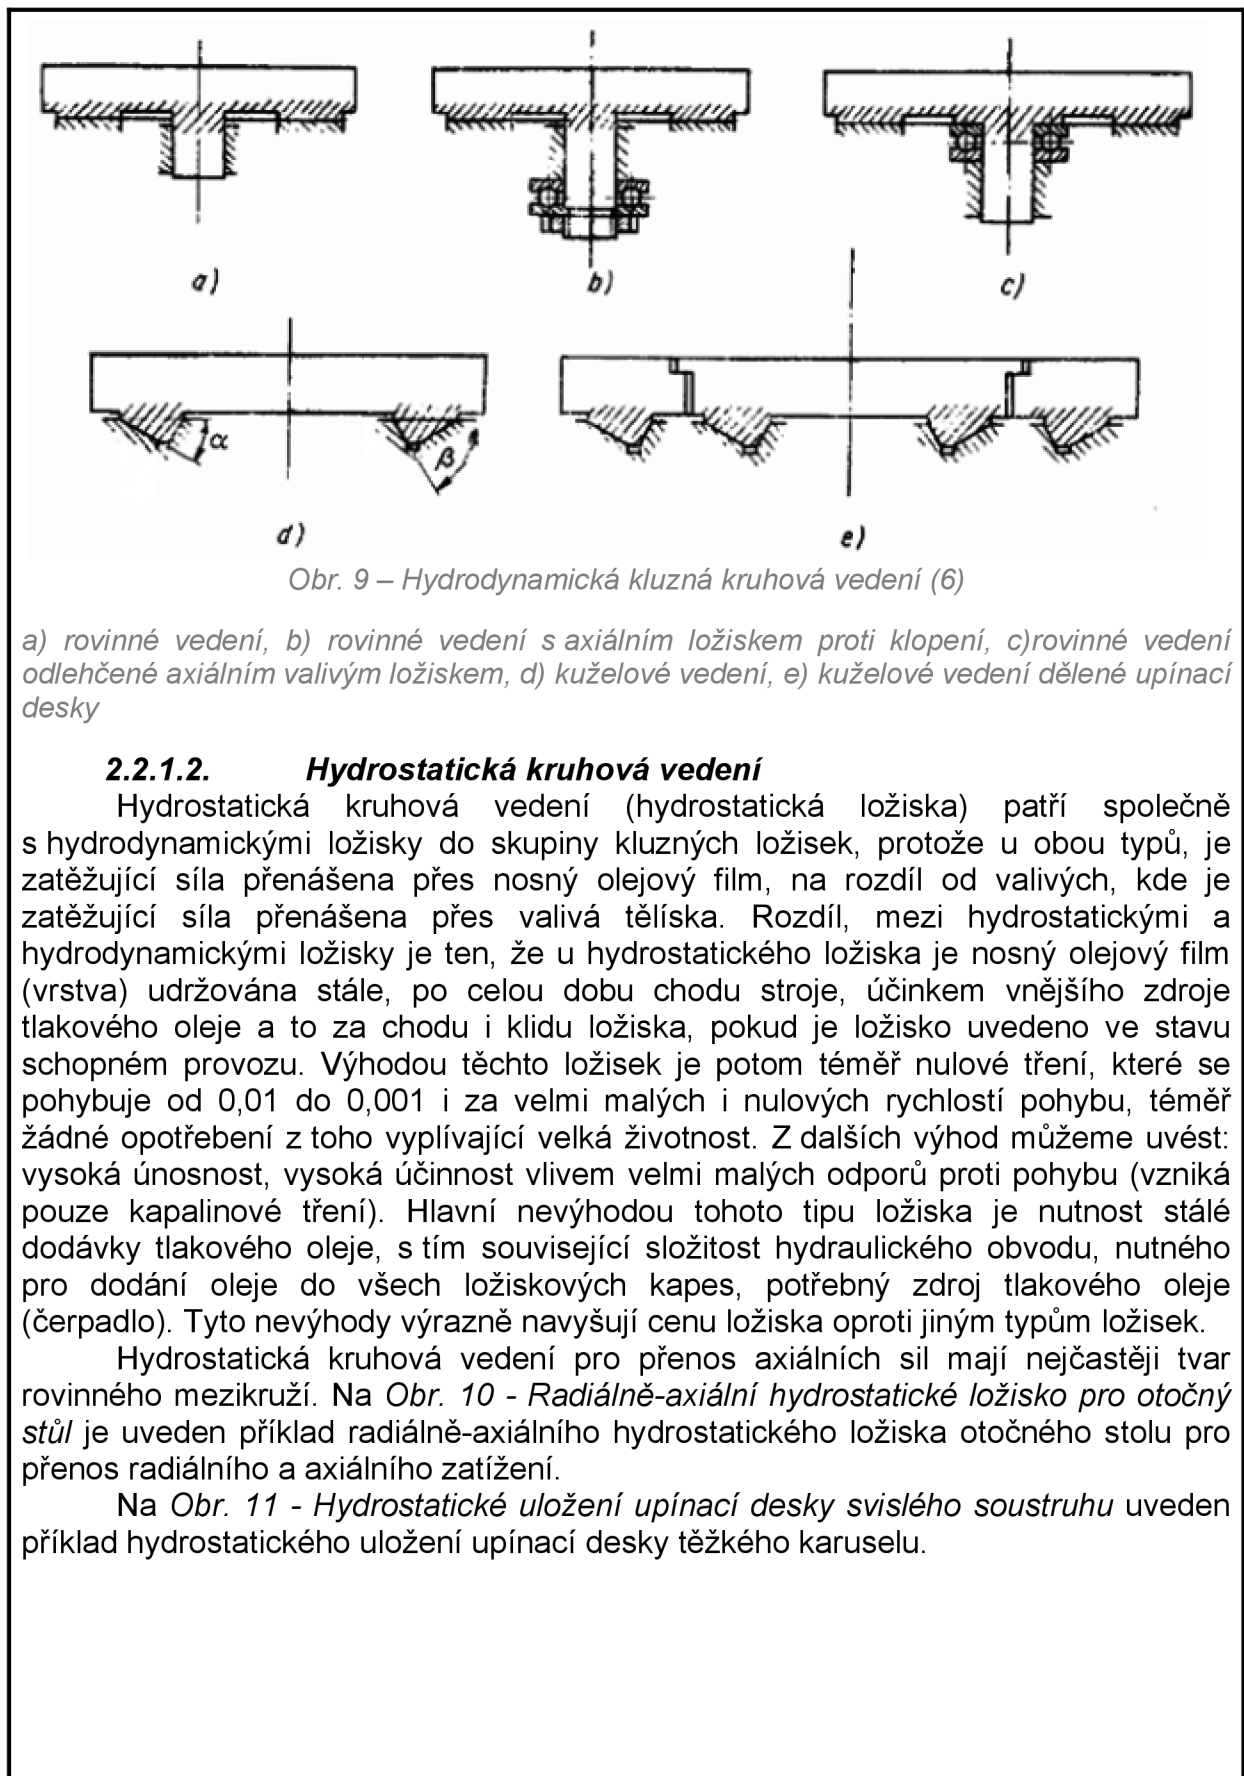 a)
b)
c)
α
β
d)
e)
Obr. 9 – Hydrodynamická kluzná kruhová vedení (6)
a) rovinné vedení, b) rovinné vedení s axiálním ložiskem proti klopení, c)rovinné vedení
odlehčené axiálním valivým ložiskem, d) kuželové vedení, e) kuželové vedení dělené upínací
desky
2.2.1.2. Hydrostatická kruhová vedení
Hydrostatická kruhová vedení (hydrostatická ložiska) patří společně
s hydrodynamickými ložisky do skupiny kluzných ložisek, protože u obou typů, je
zatěžující síla přenášena přes nosný olejový film, na rozdíl od valivých, kde je
zatěžující síla přenášena přes valivá tělíska. Rozdíl, mezi hydrostatickými a
hydrodynamickými ložisky je ten, že u hydrostatického ložiska je nosný olejový film
(vrstva) udržována stále, po celou dobu chodu stroje, účinkem vnějšího zdroje
tlakového oleje a to za chodu i klidu ložiska, pokud je ložisko uvedeno ve stavu
schopném provozu. Výhodou těchto ložisek je potom téměř nulové tření, které se
pohybuje od 0,01 do 0,001 i za velmi malých i nulových rychlostí pohybu, téměř
žádné opotřebení z toho vyplívající velká životnost. Z dalších výhod můžeme uvést:
vysoká únosnost, vysoká účinnost vlivem velmi malých odporů proti pohybu (vzniká
pouze kapalinové tření). Hlavní nevýhodou tohoto tipu ložiska je nutnost stálé
dodávky tlakového oleje, s tím související složitost hydraulického obvodu, nutného
pro dodání oleje do všech ložiskových kapes, potřebný zdroj tlakového oleje
(čerpadlo). Tyto nevýhody výrazně navyšují cenu ložiska oproti jiným typům ložisek.
Hydrostatická kruhová vedení pro přenos axiálních sil mají nejčastěji tvar
rovinného mezikruží. Na Obr. 10 - Radiálně-axiální hydrostatické ložisko pro otočný
stůl je uveden příklad radiálně-axiálního hydrostatického ložiska otočného stolu pro
přenos radiálního a axiálního zatížení.
Na Obr. 11 - Hydrostatické uložení upínací desky svislého soustruhu uveden
příklad hydrostatického uložení upínací desky těžkého karuselu.